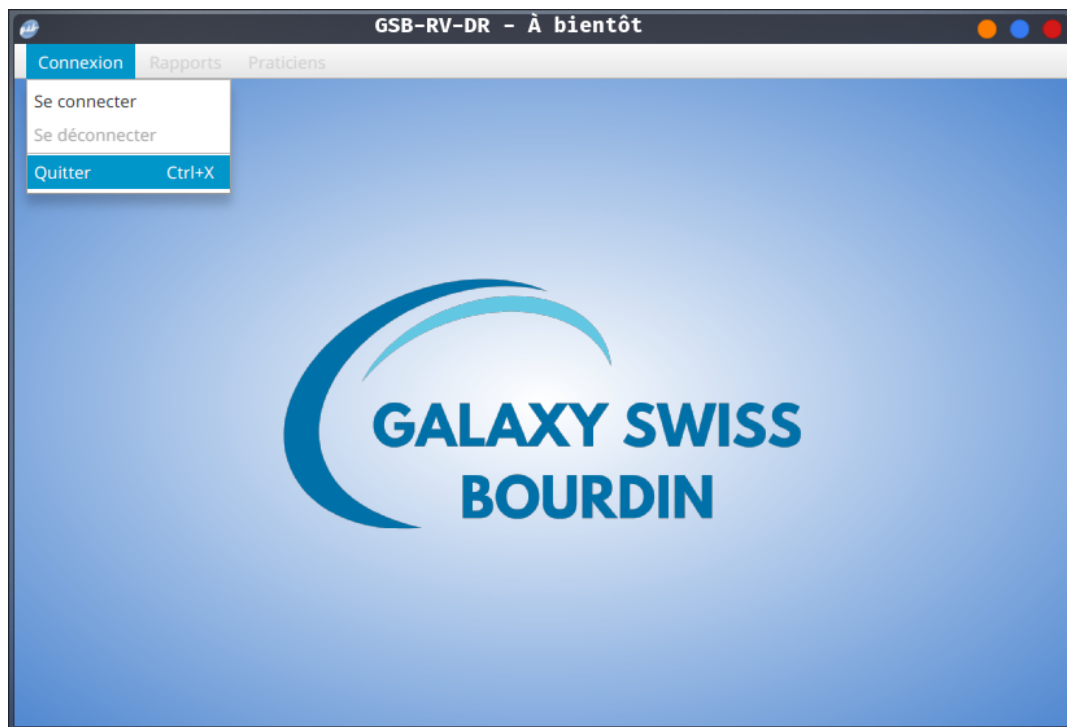 GSB-RV-DR - À bientôt
Connexion Rapports Praticiens
Se connecter
Se déconnecter
Quitter Ctrl+X
GALAXY SWISS
BOURDIN